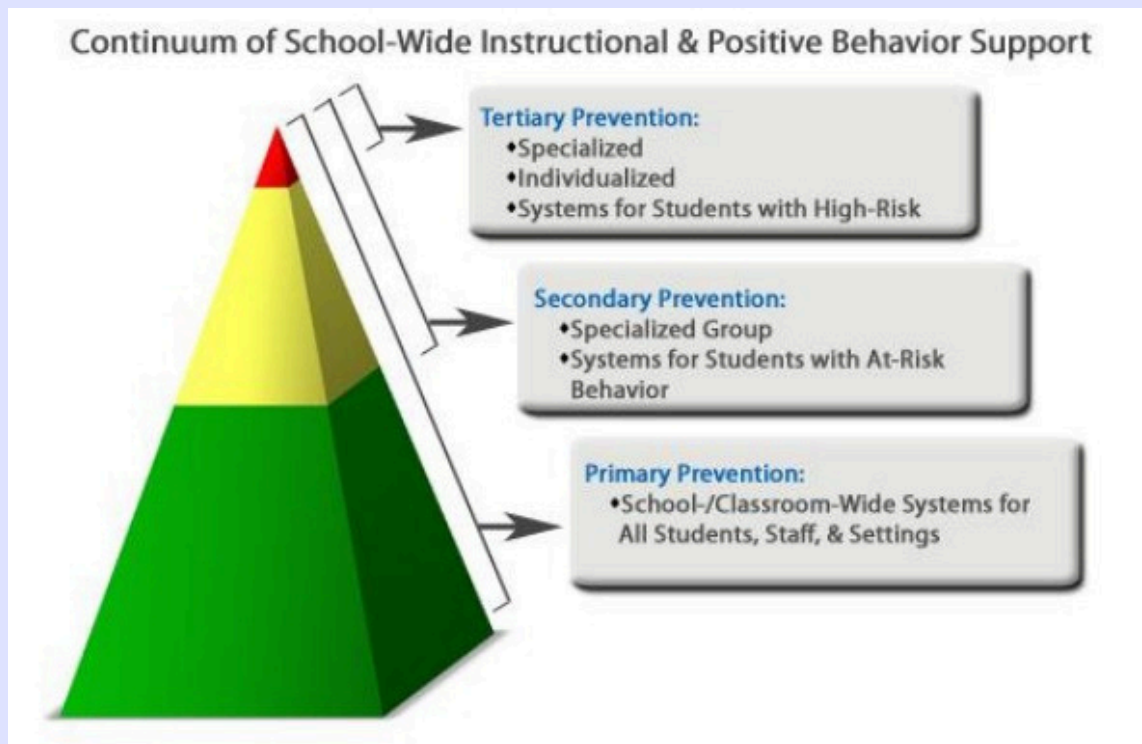 Continuum of School-Wide Instructional & Positive Behavior Support
Tertiary Prevention:
♦Specialized
♦Individualized
♦Systems for Students with High-Risk
Secondary Prevention:
♦Specialized Group
♦Systems for Students with At-Risk
Behavior
Primary Prevention:
♦School-/Classroom-Wide Systems for
All Students, Staff, & Settings